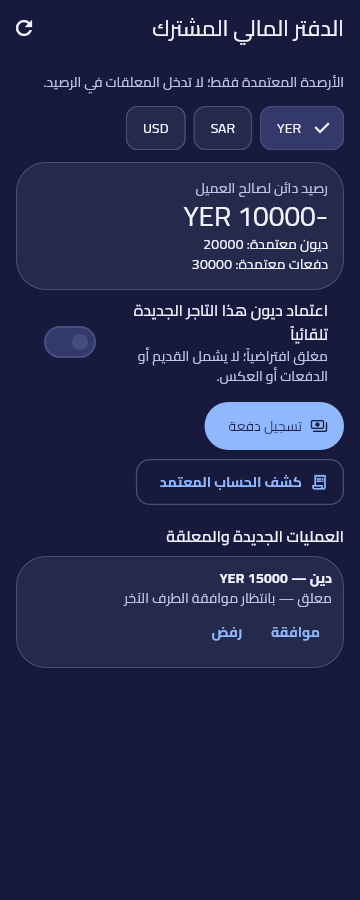 الدفتر المالي المشترك
الأرصدة المعتمدة فقط؛ لا تدخل المعلقات في الرصيد.
YER
SAR
USD
رصيد دائن لصالح العميل
YER 10000-
ديون معتمدة: 20000
دفعات معتمدة: 30000
اعتماد ديون هذا التاجر الجديدة
تلقائياً
مغلق افتراضياً؛ لا يشمل القديم أو
الدفعات أو العكس.
تسجيل دفعة
كشف الحساب المعتمد
العمليات الجديدة والمعلقة
دين — 15000 YER
معلق — بانتظار موافقة الطرف الآخر
موافقة
رفض